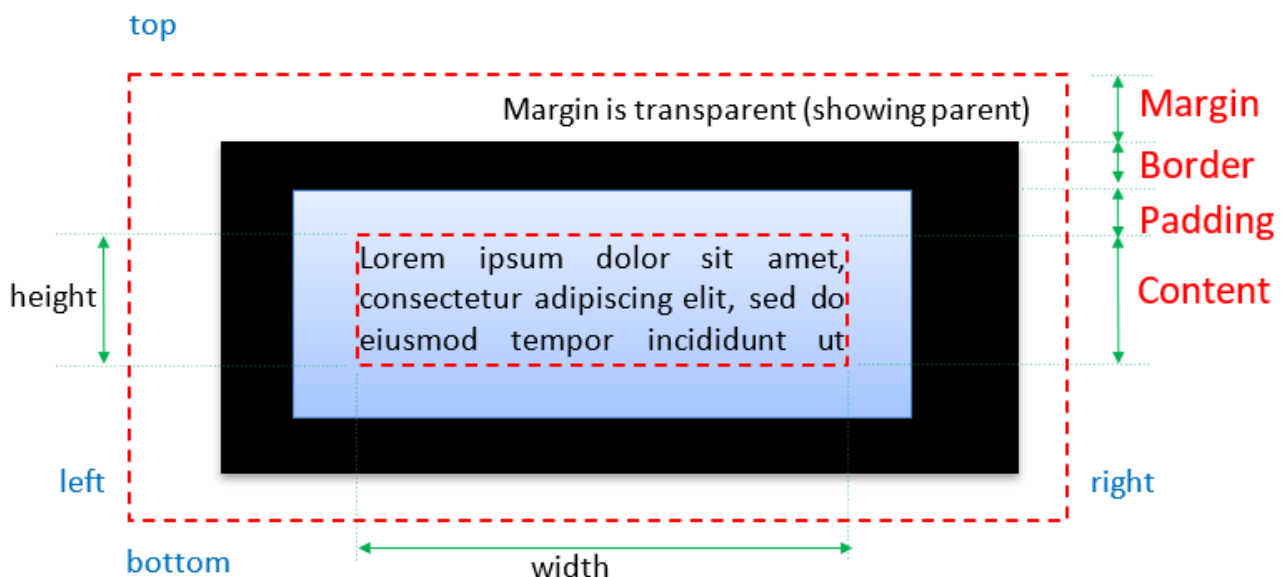 top
Margin is transparent (showing parent)
Margin
Border
Padding
Lorem ipsum dolor sit amet,
consectetur adipiscing elit, sed do
eiusmod tempor incididunt ut
height
Content
left
right
bottom
width